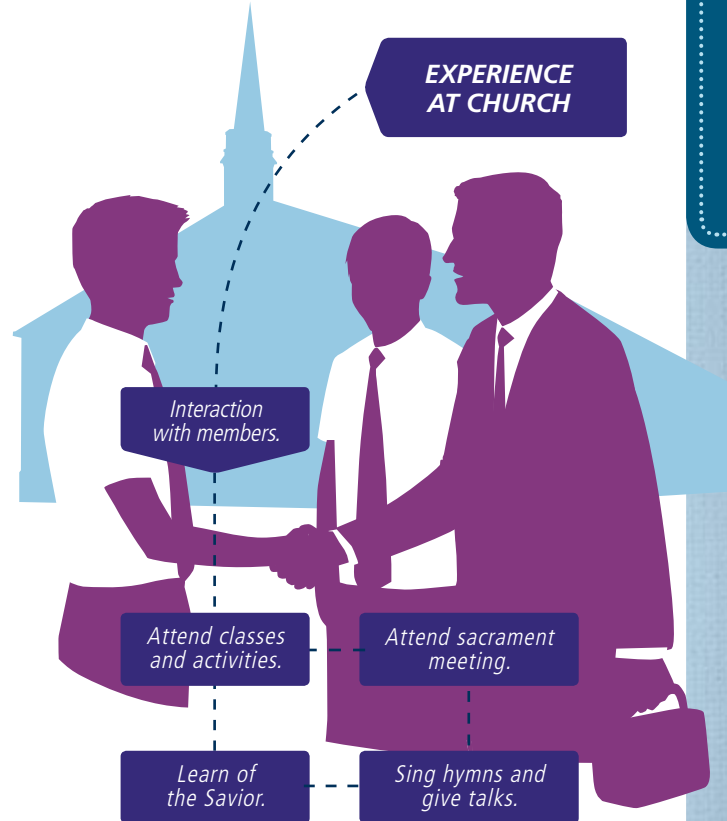 EXPERIENCE
AT CHURCH
Interaction
with members.
Attend classes
and activities.
Attend sacrament
meeting.
Learn of
the Savior.
Sing hymns and
give talks.